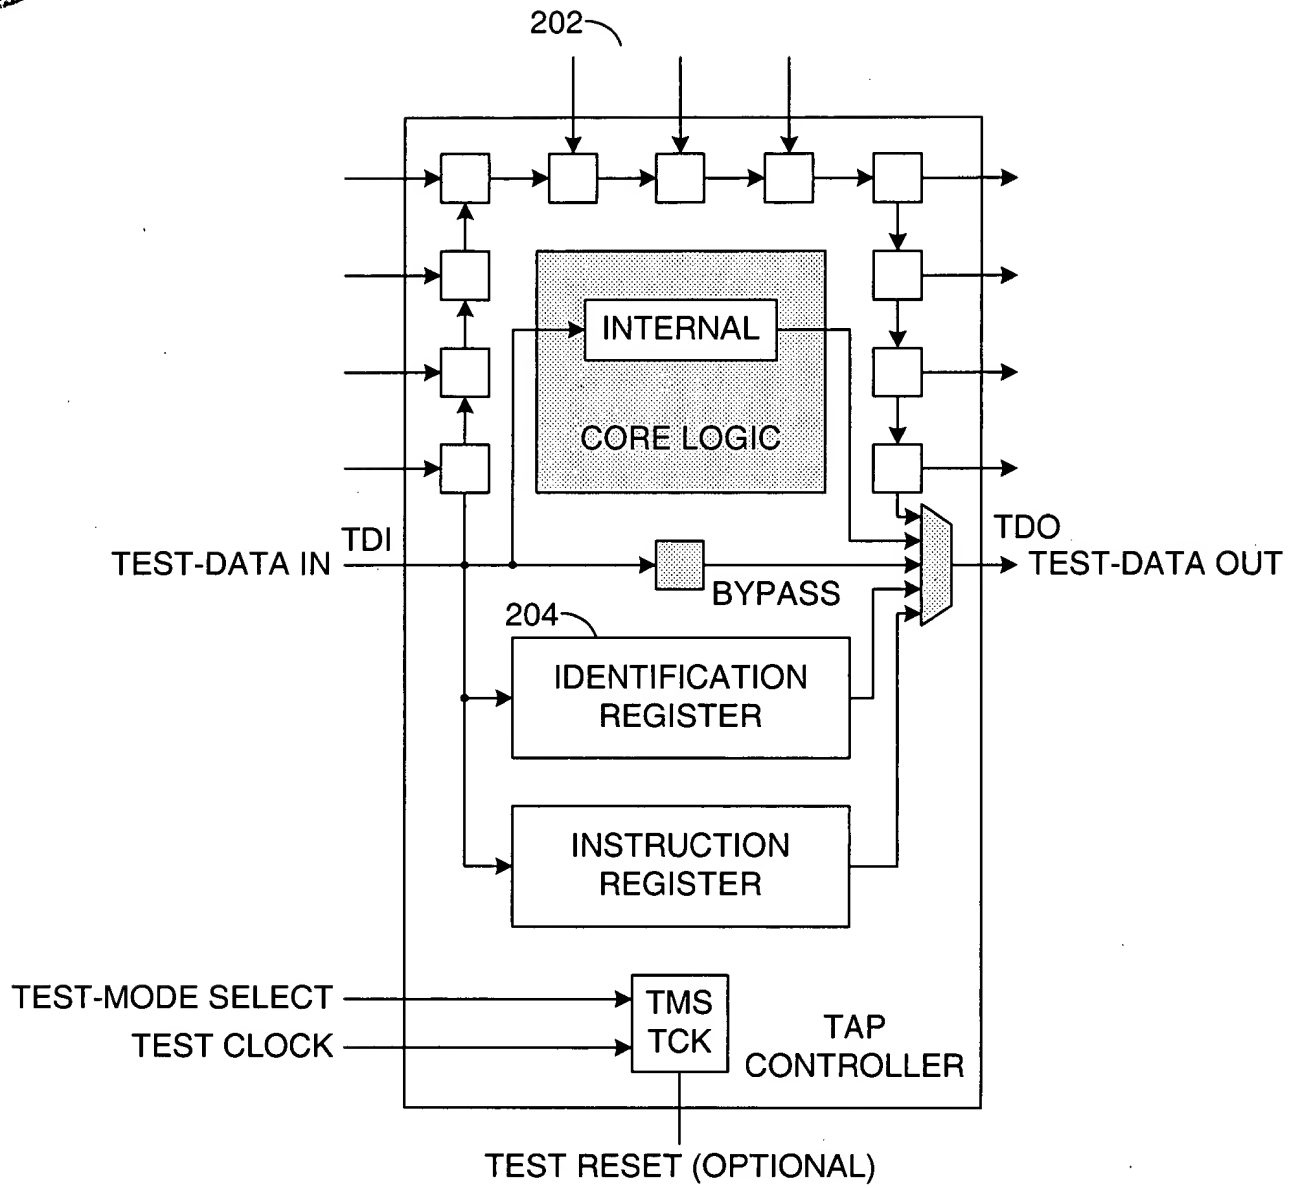 202
INTERNAL
CORE LOGIC
TDI
TEST-DATA IN
TDO
TEST-DATA OUT
BYPASS
204
IDENTIFICATION
REGISTER
INSTRUCTION
REGISTER
TEST-MODE SELECT
TEST CLOCK
TMS
TCK
TAP
CONTROLLER
TEST RESET (OPTIONAL)